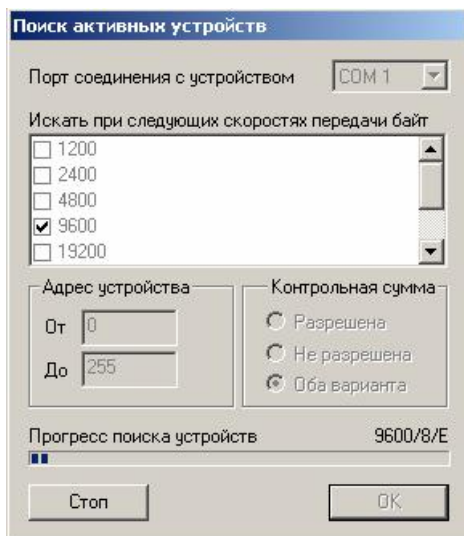 Поиск активных устройств
Порт соединения с устройством COM 1
Искать при следующих скоростях передачи байт
1200
2400
4800
9600
19200
Адрес устройства
От 0
До 255
Контрольная сумма
Разрешена
Не разрешена
Оба варианта
Прогресс поиска устройств 9600/8/E
Стоп OK